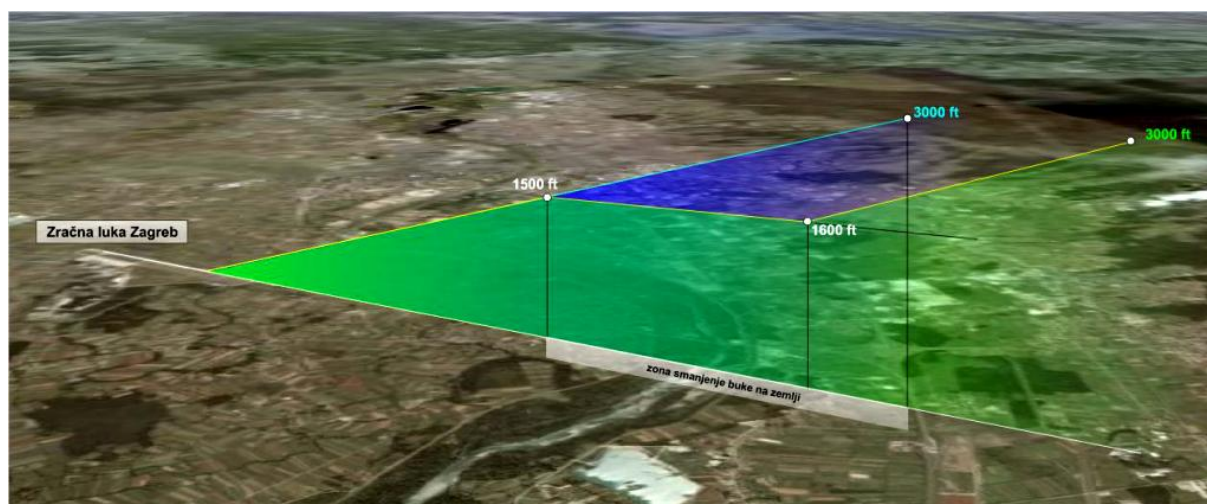 3000 ft
3000 ft
1500 ft
Zračna luka Zagreb
1600 ft
zona smanjenje buke na zemlji